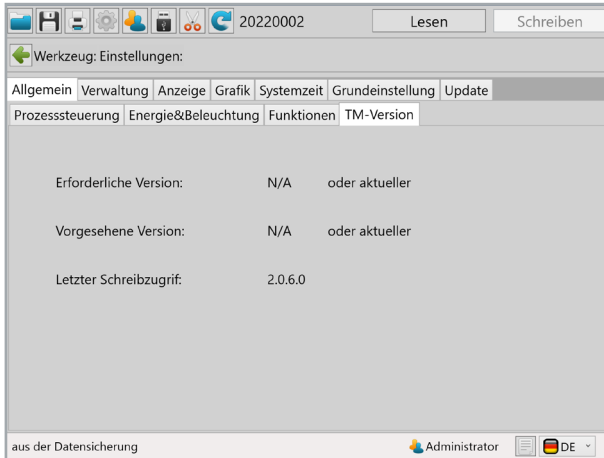 20220002 Lesen Schreiben
Werkzeug: Einstellungen:
Allgemein Verwaltung Anzeige Grafik Systemzeit Grundeinstellung Update
Prozesssteuerung Energie&Beleuchtung Funktionen TM-Version
Erforderliche Version: N/A oder aktueller
Vorgesehene Version: N/A oder aktueller
Letzter Schreibzugrif: 2.0.6.0
aus der Datensicherung Administrator DE